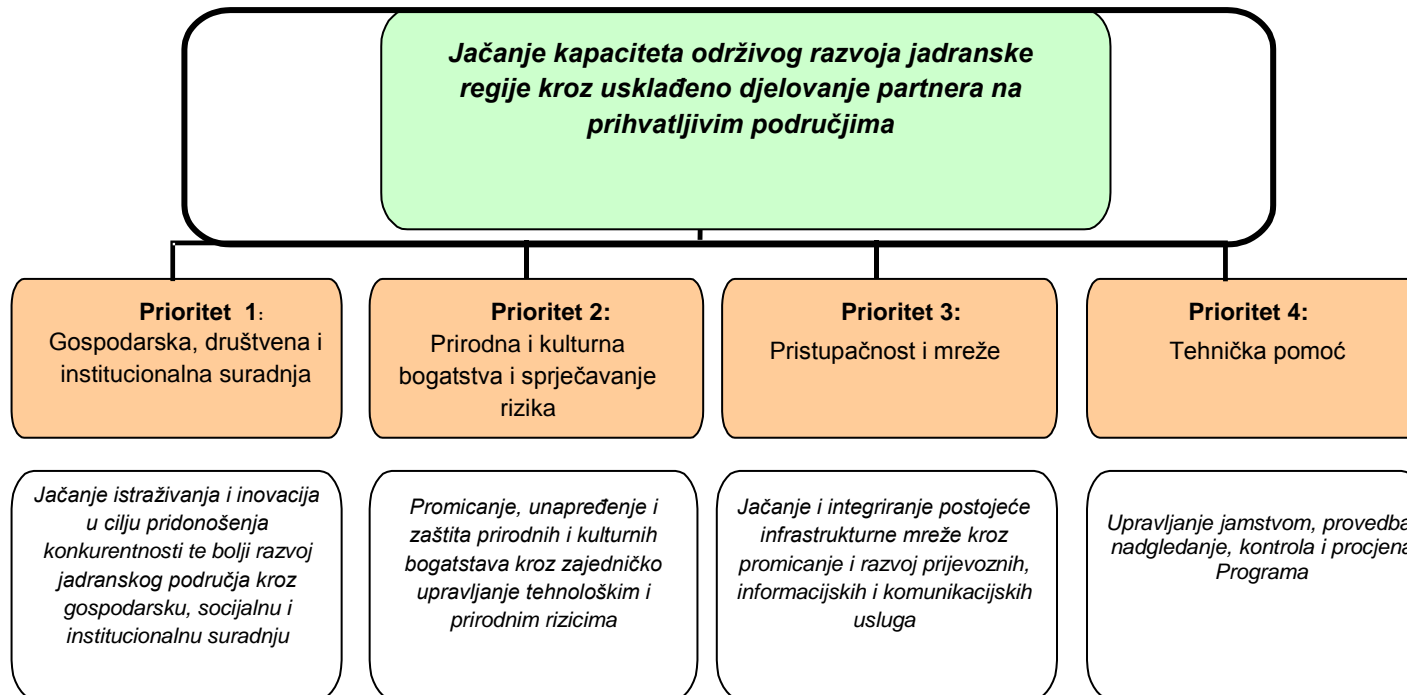 Jačanje kapaciteta održivog razvoja jadranske
regije kroz usklađeno djelovanje partnera na
prihvatljivim područjima
Prioritet 1:
Gospodarska, društvena i
institucionalna suradnja
Prioritet 2:
Prirodna i kulturna
bogatstva i sprječavanje
rizika
Prioritet 3:
Pristupačnost i mreže
Prioritet 4:
Tehnička pomoć
Jačanje istraživanja i inovacija
u cilju pridonošenja
konkurentnosti te bolji razvoj
jadranskog područja kroz
gospodarsku, socijalnu i
institucionalnu suradnju
Promicanje, unapređenje i
zaštita prirodnih i kulturnih
bogatstava kroz zajedničko
upravljanje tehnološkim i
prirodnim rizicima
Jačanje i integriranje postojeće
infrastrukturne mreže kroz
promicanje i razvoj prijevoznih,
informacijskih i komunikacijskih
usluga
Upravljanje jamstvom, provedba
nadgledanje, kontrola i procjena
Programa